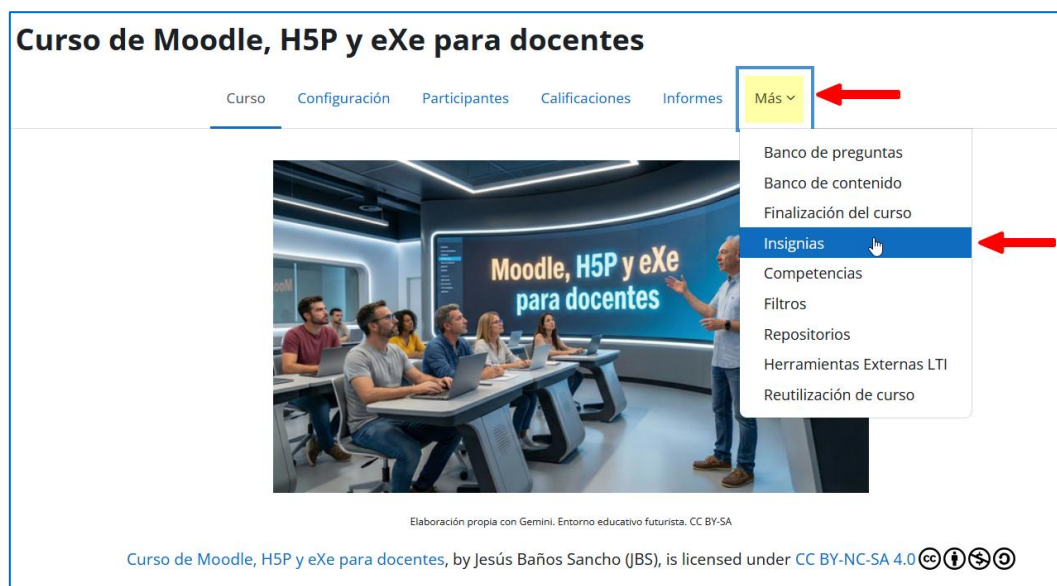 Curso de Moodle, H5P y eXe para docentes
Curso Configuración Participantes Calificaciones Informes Más
Banco de preguntas
Banco de contenido
Finalización del curso
Insignias
Competencias
Filtros
Repositorios
Herramientas Externas LTI
Reutilización de curso
Moodle, H5P y eXe
para docentes
Elaboración propia con Gemini. Entorno educativo futurista. CC BY-SA
Curso de Moodle, H5P y eXe para docentes, by Jesús Baños Sancho (JBS), is licensed under CC BY-NC-SA 4.0